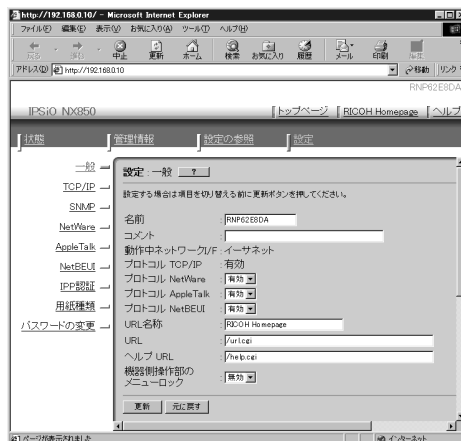 http://192.168.0.10/ - Microsoft Internet Explorer
ファイル(F) 編集(E) 表示(V) お気に入り(A) ツール(T) ヘルプ(H)
戻る 進む 中止 更新 ホーム 検索 お気に入り 履歴 メール 印刷 編集
アドレス(D) http://192.168.0.10 移動 リンク
RNP62E8DA
IPSiO NX850 トップページ RICOH Homepage ヘルプ
状態 管理情報 設定の参照 設定
一般
TCP/IP
SNMP
NetWare
AppleTalk
NetBEUI
IPP認証
用紙種類
パスワードの変更
設定 : 一般 ?
設定する場合は項目を切り替える前に更新ボタンを押してください。
名前 : RNP62E8DA
コメント :
動作中ネットワークI/F : イーサネット
プロトコル TCP/IP : 有効
プロトコル NetWare : 有効
プロトコル AppleTalk : 有効
プロトコル NetBEUI : 有効
URL名称 : RICOH Homepage
URL : /url.cgi
ヘルプ URL : /help.cgi
機器側操作部の
メニューロック : 無効
更新 元に戻す
ページが表示されました インターネット